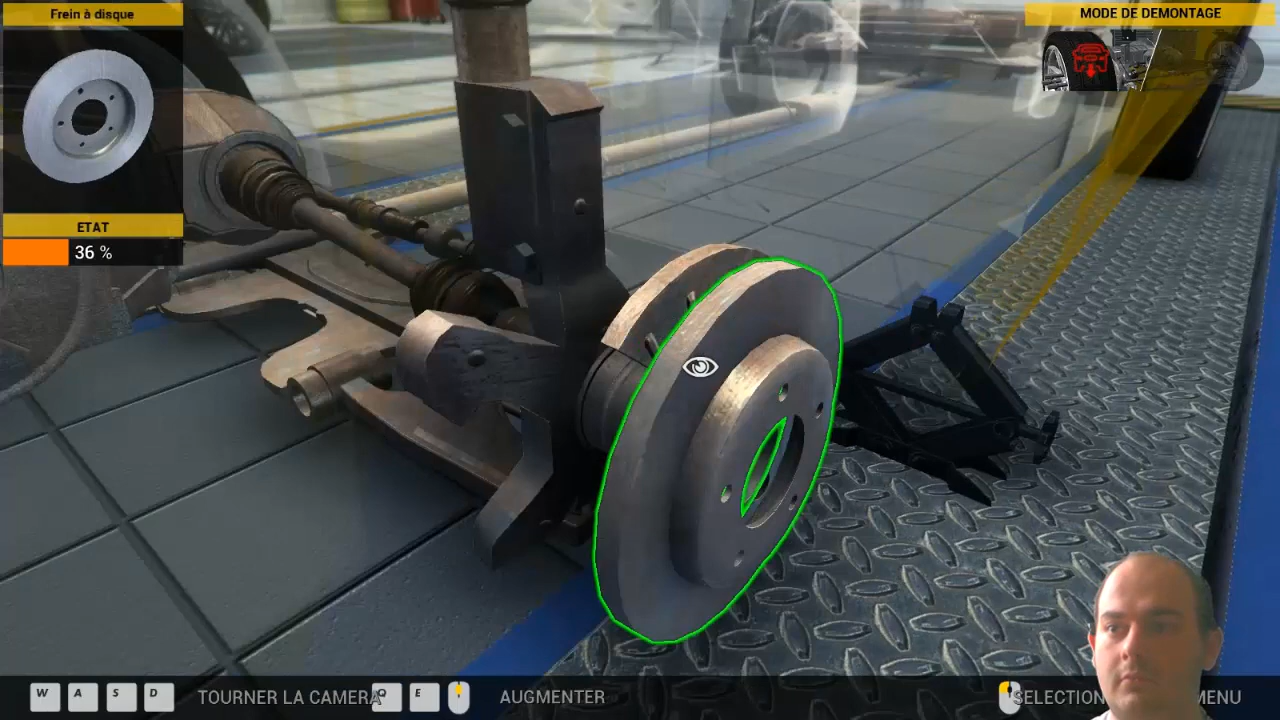 Frein à disque
MODE DE DEMONTAGE
ETAT
36 %
W A S D TOURNER LA CAMERA Q E AUGMENTER SELECTION MENU